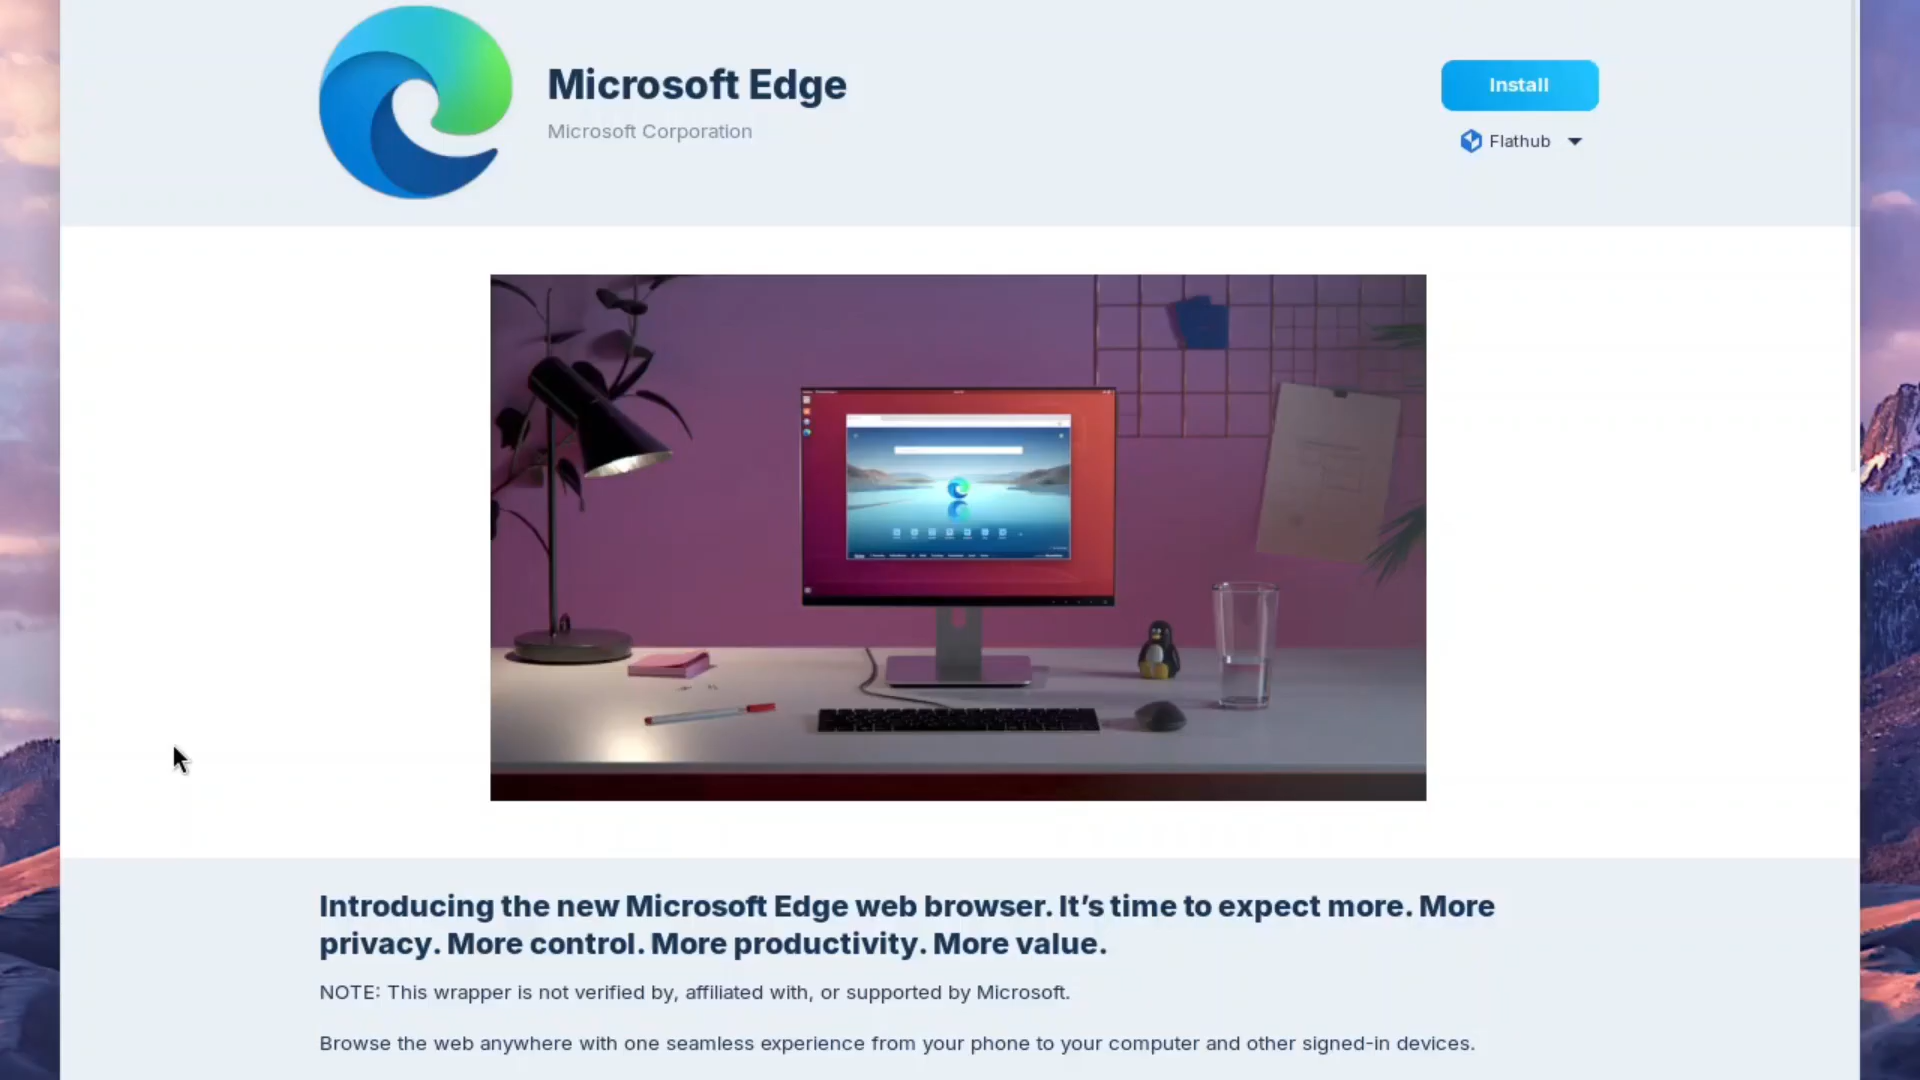 Microsoft Edge
Microsoft Corporation
Install
Flathub
Introducing the new Microsoft Edge web browser. It’s time to expect more. More
privacy. More control. More productivity. More value.
NOTE: This wrapper is not verified by, affiliated with, or supported by Microsoft.
Browse the web anywhere with one seamless experience from your phone to your computer and other signed-in devices.